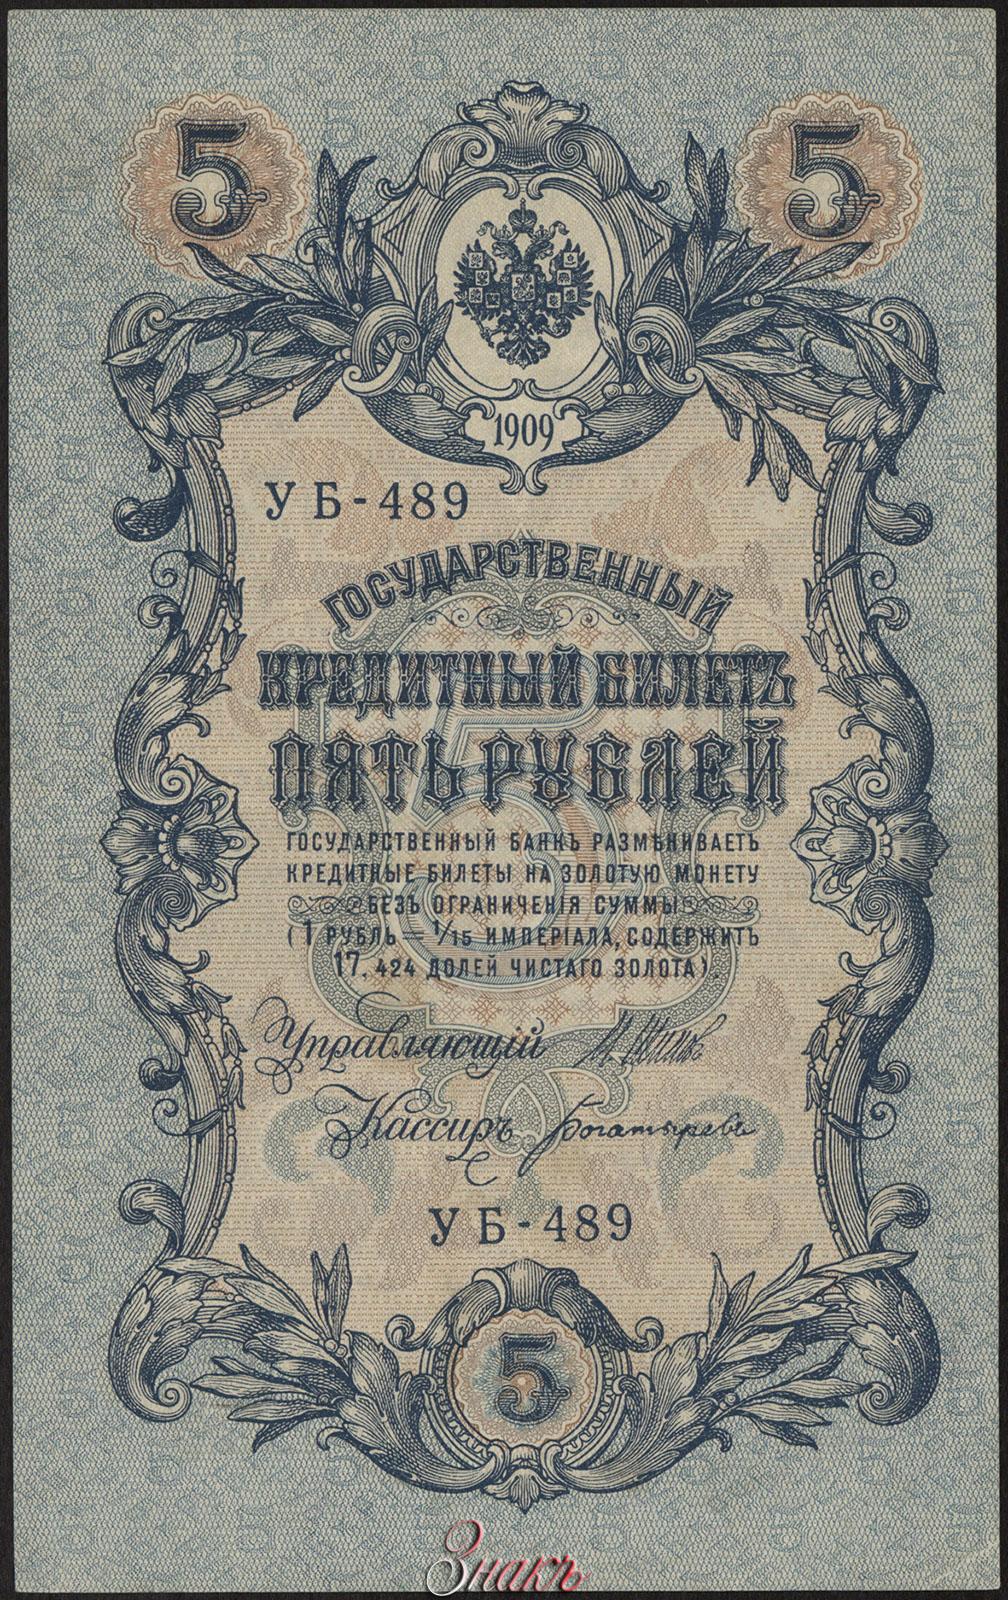 5 5
1909
УБ-489
ГОСУДАРСТВЕННЫЙ
КРЕДИТНЫЙ БИЛЕТЪ
ПЯТЬ РУБЛЕЙ
ГОСУДАРСТВЕННЫЙ БАНКЪ РАЗМѢНИВАЕТЪ
КРЕДИТНЫЕ БИЛЕТЫ НА ЗОЛОТУЮ МОНЕТУ
БЕЗЪ ОГРАНИЧЕНІЯ СУММЫ
(1 РУБЛЬ = 1/15 ИМПЕРІАЛА, СОДЕРЖИТЪ
17,424 ДОЛЕЙ ЧИСТАГО ЗОЛОТА).
Управляющий И. Шипов
Кассиръ Богатыревъ
УБ-489
5
Знакъ